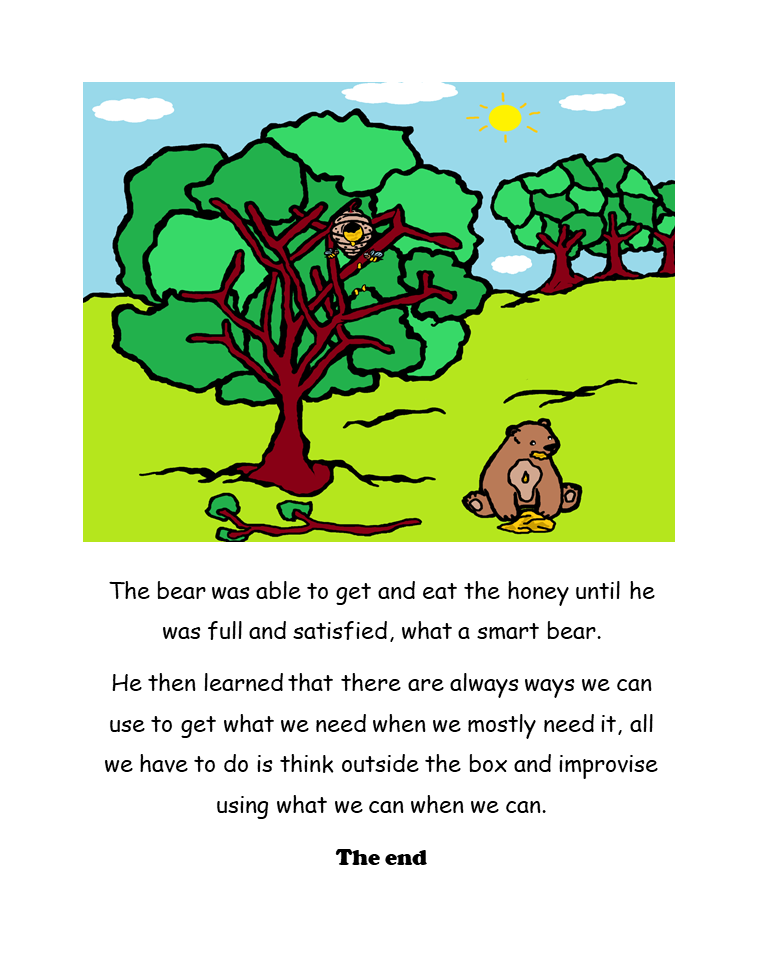 The bear was able to get and eat the honey until he
was full and satisfied, what a smart bear.
He then learned that there are always ways we can
use to get what we need when we mostly need it, all
we have to do is think outside the box and improvise
using what we can when we can.
The end